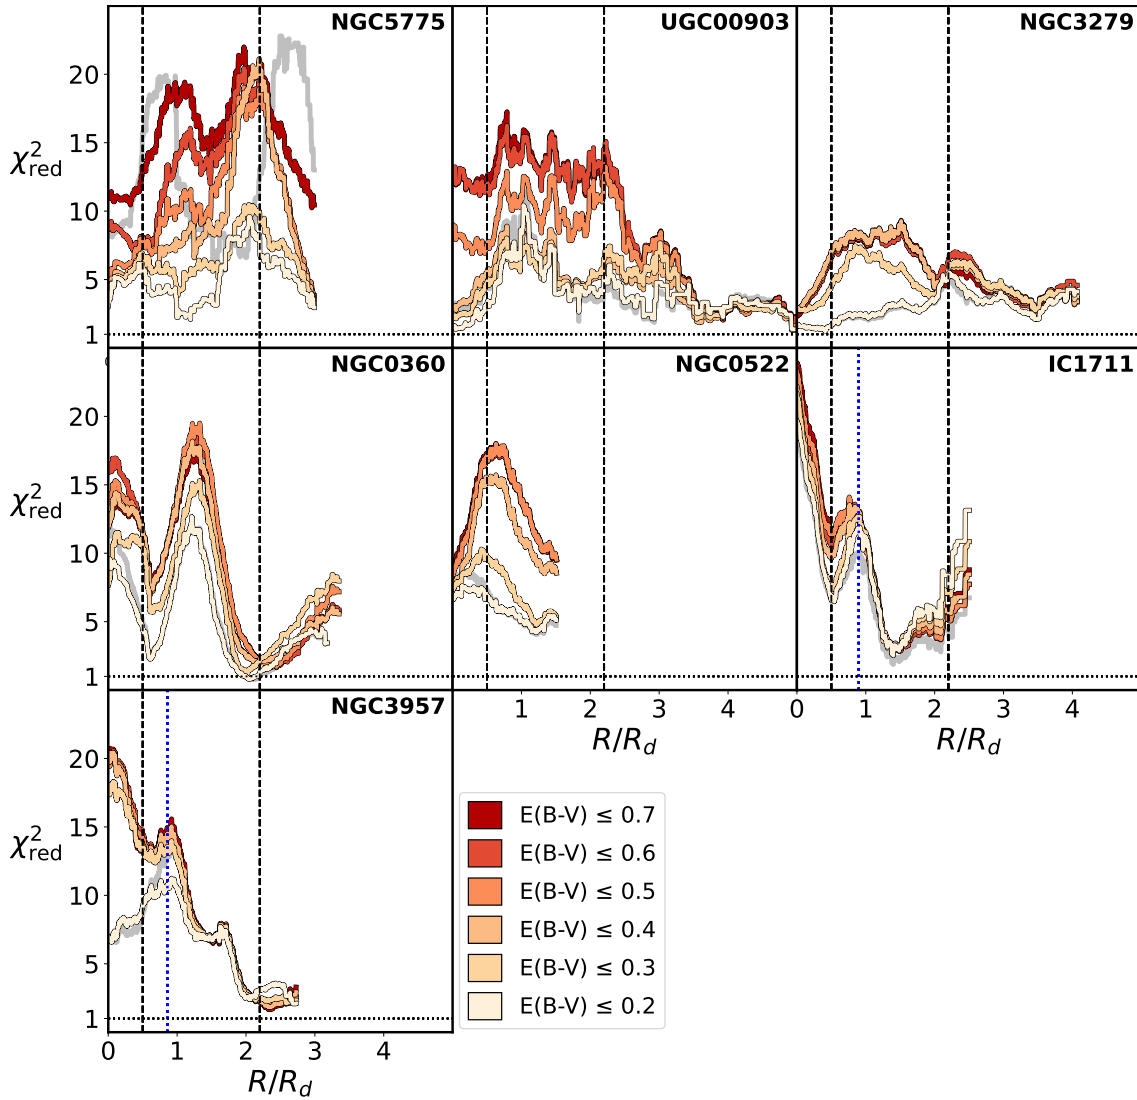 NGC5775 UGC00903 NGC3279
20
15
χ²red
10
5
1
NGC0360 NGC0522 IC1711
20
15
χ²red
10
5
1
1 2 3 4 0 1 2 3 4
R/Rd R/Rd
NGC3957
20
15
χ²red
10
5
1
0 1 2 3 4
R/Rd
E(B-V) ≤ 0.7
E(B-V) ≤ 0.6
E(B-V) ≤ 0.5
E(B-V) ≤ 0.4
E(B-V) ≤ 0.3
E(B-V) ≤ 0.2